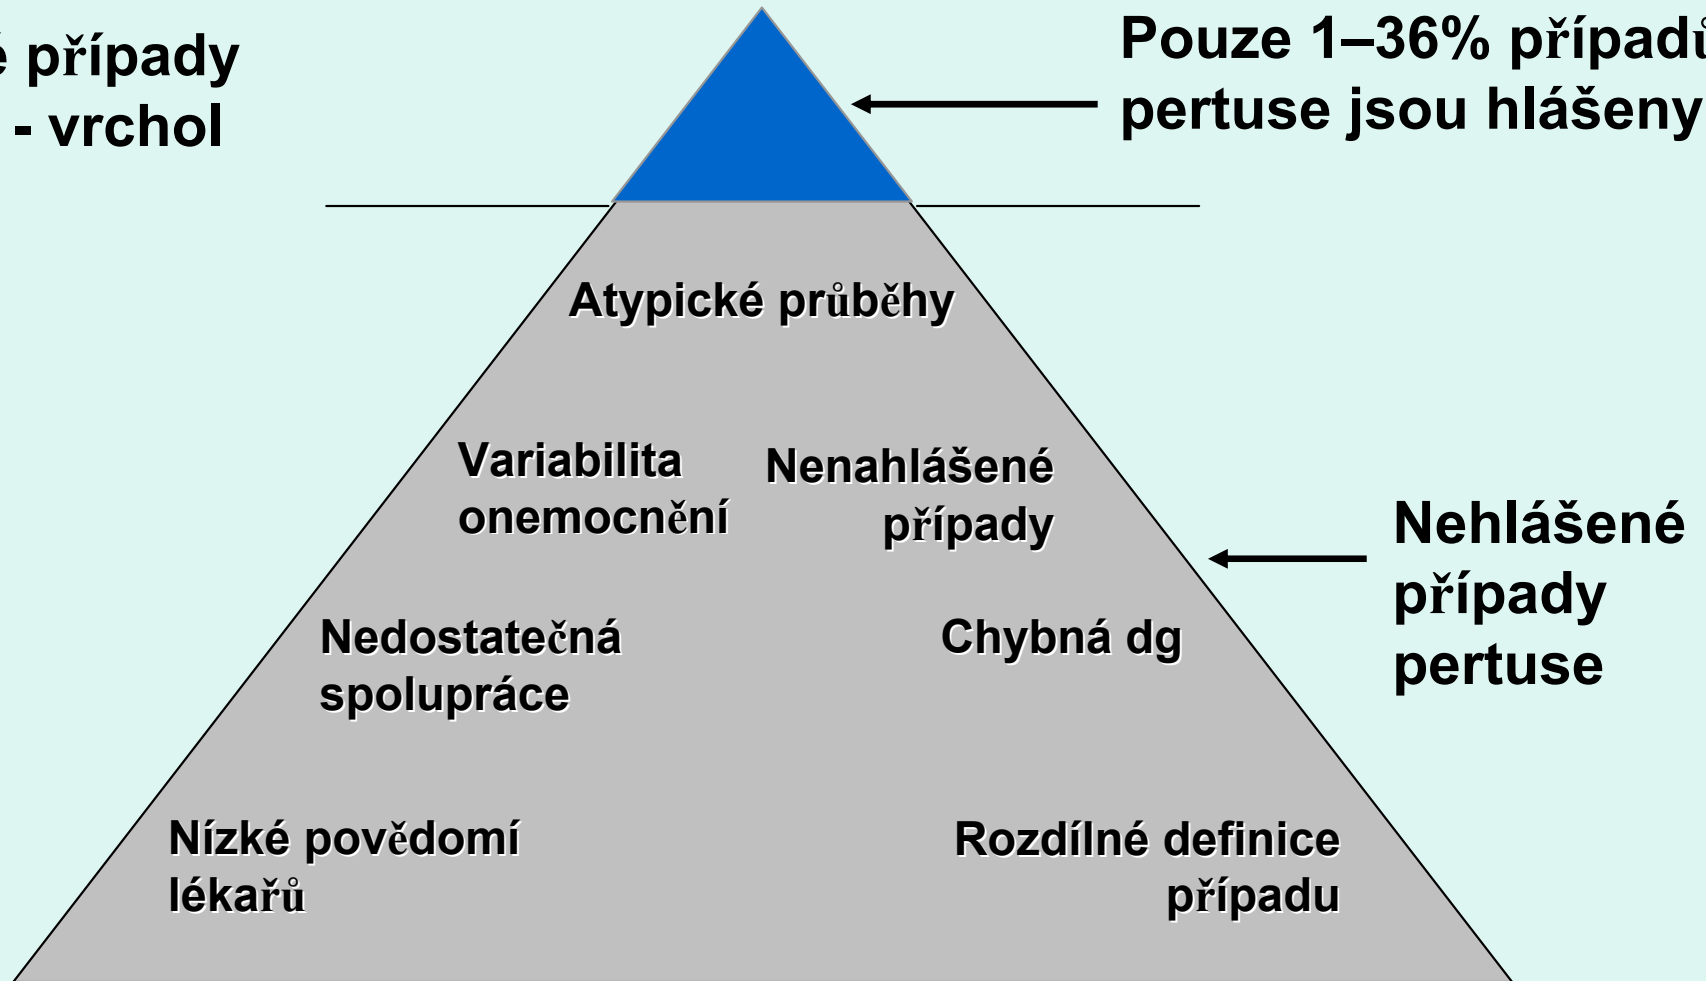 případy
- vrchol
Pouze 1–36% případů
pertuse jsou hlášeny
Atypické průběhy
Variabilita
onemocnění
Nenahlášené
případy
Nehlášené
případy
pertuse
Nedostatečná
spolupráce
Chybná dg
Nízké povědomí
lékařů
Rozdílné definice
případu